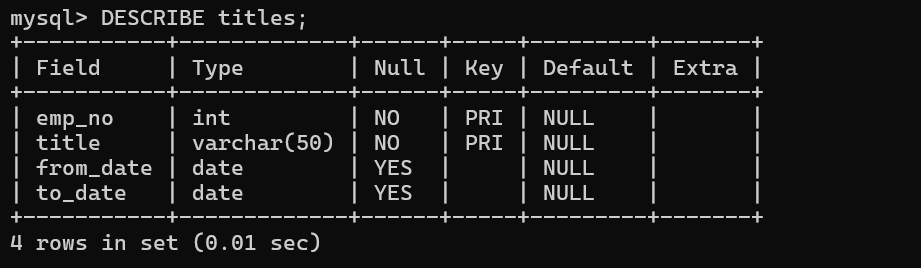 mysql> DESCRIBE titles;
+-----------+-------------+------+-----+---------+-------+
| Field     | Type        | Null | Key | Default | Extra |
+-----------+-------------+------+-----+---------+-------+
| emp_no    | int         | NO   | PRI | NULL    |       |
| title     | varchar(50) | NO   | PRI | NULL    |       |
| from_date | date        | YES  |     | NULL    |       |
| to_date   | date        | YES  |     | NULL    |       |
+-----------+-------------+------+-----+---------+-------+
4 rows in set (0.01 sec)